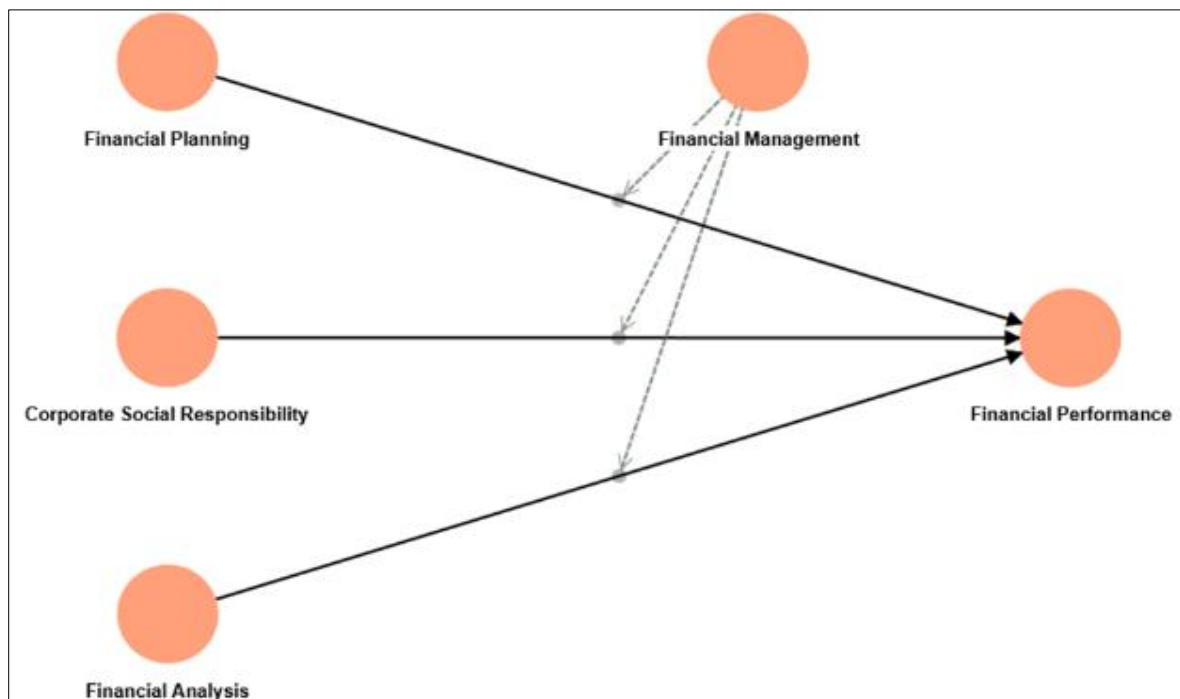 Financial Planning
Financial Management
Corporate Social Responsibility
Financial Performance
Financial Analysis